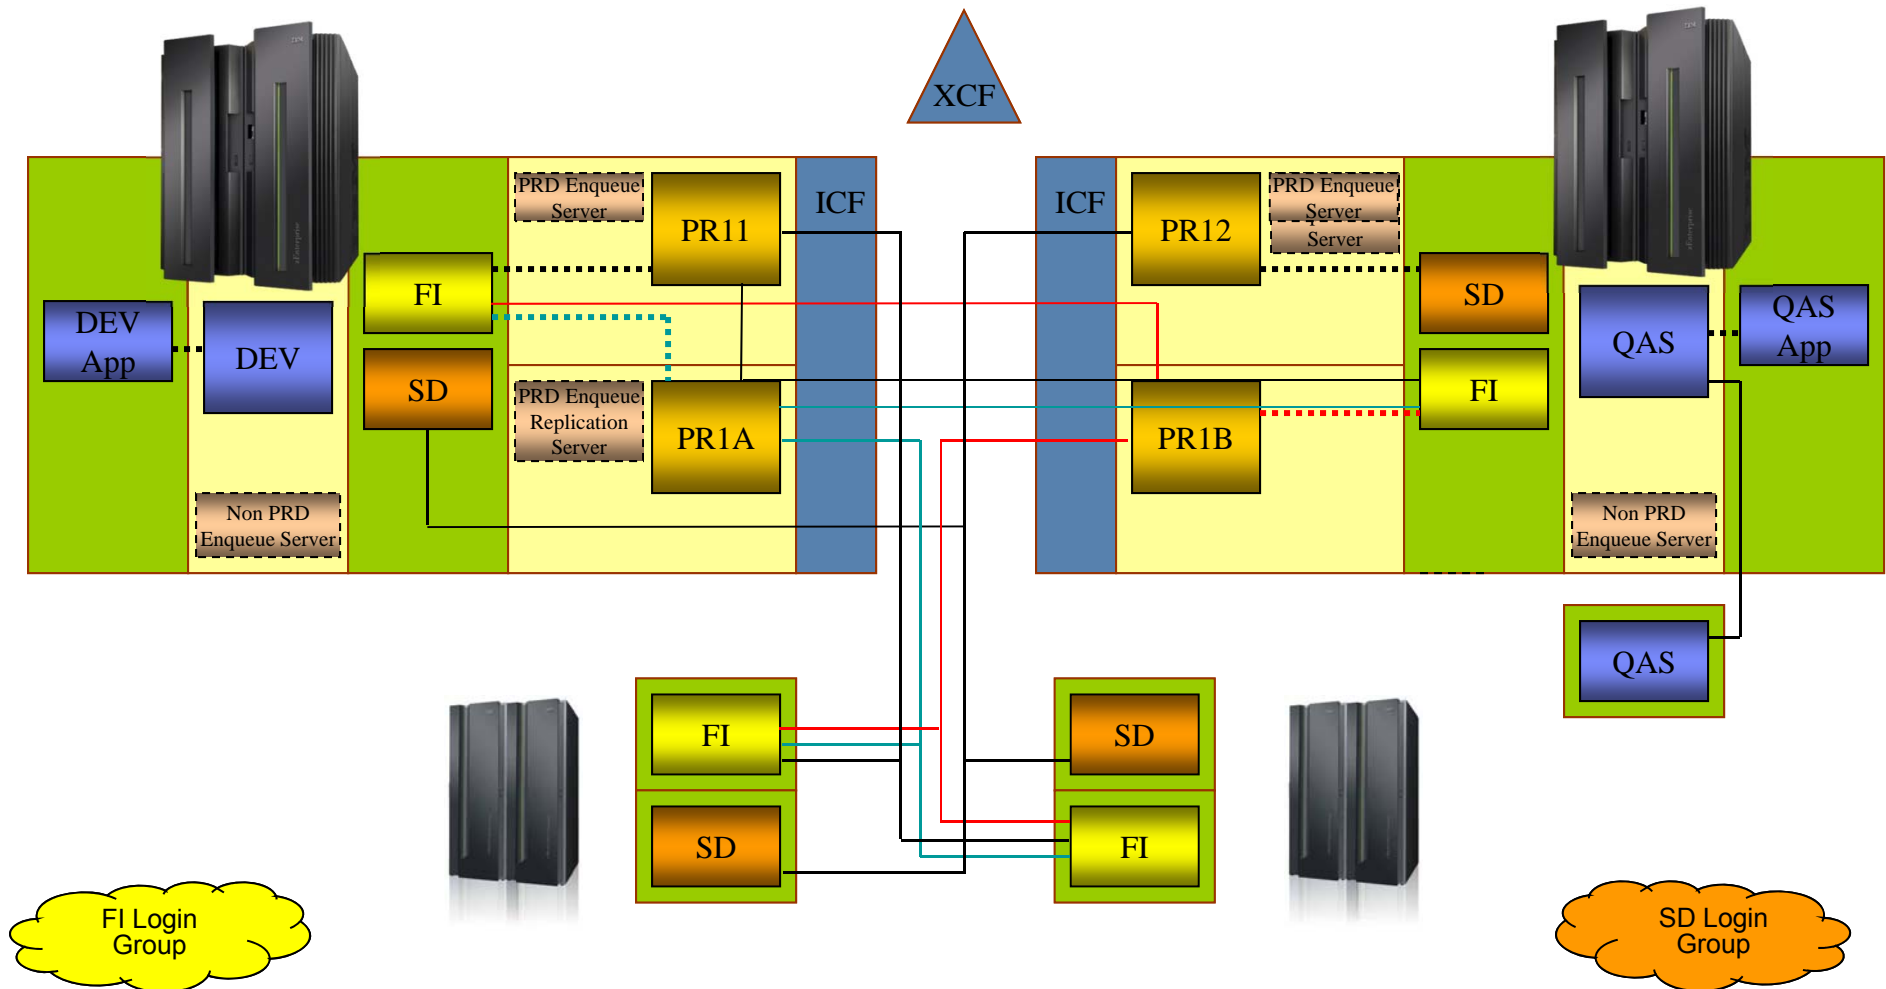 XCF
PRD Enqueue
Server
PR11
ICF
FI
DEV
App
DEV
SD
PRD Enqueue
Replication
Server
PR1A
Non PRD
Enqueue Server
ICF
PR12
PRD Enqueue
Server
Server
SD
QAS
QAS
App
FI
PR1B
Non PRD
Enqueue Server
QAS
FI
SD
SD
FI
FI Login
Group
SD Login
Group